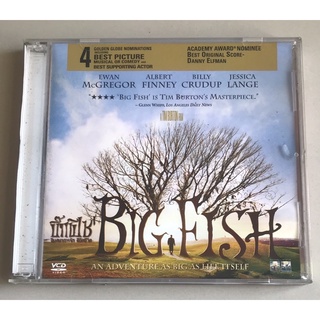 4
GOLDEN GLOBE NOMINATIONS
BEST PICTURE
MUSICAL OR COMEDY
BEST SUPPORTING ACTOR
ACADEMY AWARD® NOMINEE
BEST ORIGINAL SCORE-
DANNY ELFMAN
EWAN McGREGOR
ALBERT FINNEY
BILLY CRUDUP
JESSICA LANGE
★★★★ 'BIG FISH' IS TIM BURTON'S MASTERPIECE."
BIG FISH
AN ADVENTURE AS BIG AS LIFE ITSELF
VCD
VIDEO